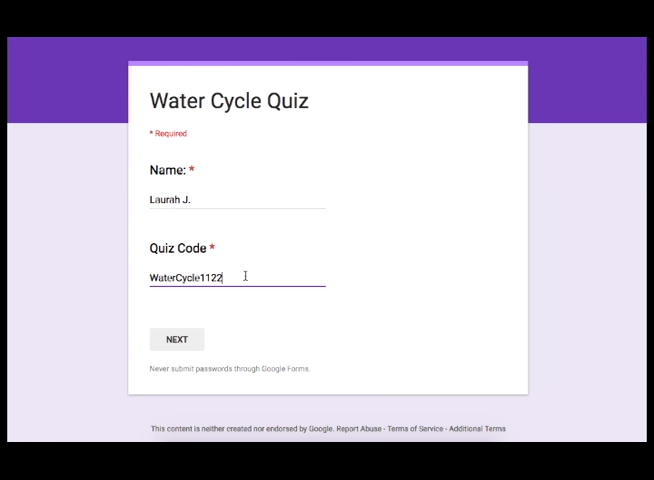 Water Cycle Quiz
* Required
Name: *
Laurah J.
Quiz Code *
WaterCycle1122
NEXT
Never submit passwords through Google Forms.
This content is neither created nor endorsed by Google. Report Abuse - Terms of Service - Additional Terms